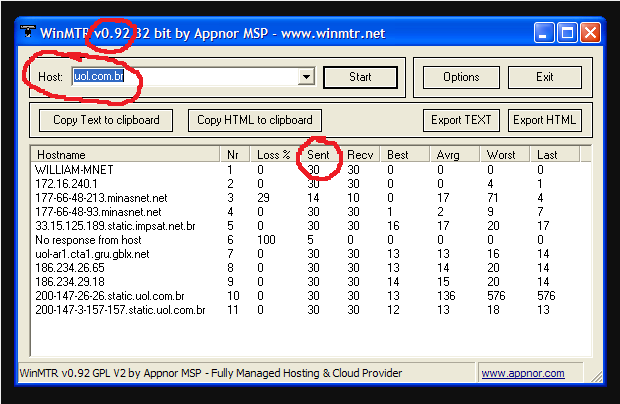 WinMTR v0.92 32 bit by Appnor MSP - www.winmtr.net
Host: uol.com.br Start Options Exit
Copy Text to clipboard Copy HTML to clipboard Export TEXT Export HTML
Hostname Nr Loss % Sent Recv Best Avrg Worst Last
WILLIAM-MNET 1 0 30 30 0 0 0 0
172.16.240.1 2 0 30 30 0 0 4 1
177-66-48-213.minasnet.net 3 29 14 10 0 17 71 4
177-66-48-93.minasnet.net 4 0 30 30 1 2 9 7
33.15.125.189.static.impsat.net.br 5 0 30 30 16 17 20 17
No response from host 6 100 5 0 0 0 0 0
uol-ar1.cta1.gru.gblx.net 7 0 30 30 13 13 16 14
186.234.26.65 8 0 30 30 13 14 20 14
186.234.29.18 9 0 30 30 14 15 20 14
200-147-26-26.static.uol.com.br 10 0 30 30 13 136 576 576
200-147-3-157-157.static.uol.com.br 11 0 30 30 12 13 18 13
WinMTR v0.92 GPL V2 by Appnor MSP - Fully Managed Hosting & Cloud Provider www.appnor.com